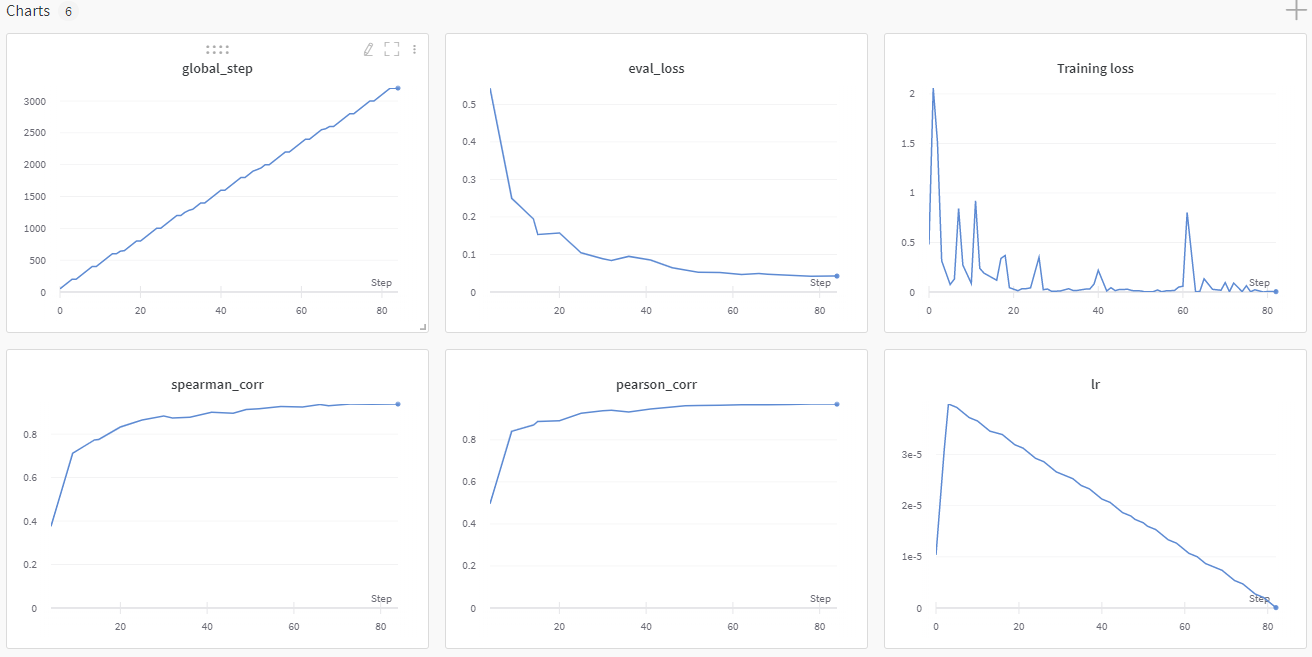 Charts 6
global_step
3000
2500
2000
1500
1000
500
0
Step
0 20 40 60 80
eval_loss
0.5
0.4
0.3
0.2
0.1
0
Step
20 40 60 80
Training loss
2
1.5
1
0.5
0
Step
0 20 40 60 80
spearman_corr
0.8
0.6
0.4
0.2
0
Step
20 40 60 80
pearson_corr
0.8
0.6
0.4
0.2
0
Step
20 40 60 80
lr
3e-5
2e-5
1e-5
0
Step
0 20 40 60 80